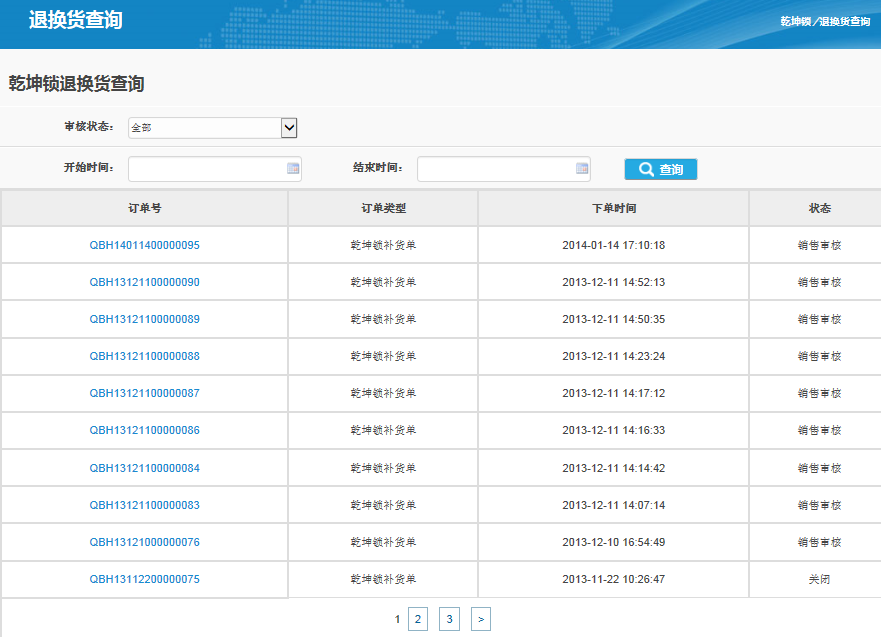 退换货查询
乾坤锁/退换货查询
乾坤锁退换货查询
审核状态: 全部
开始时间: 结束时间: 查询
订单号 订单类型 下单时间 状态
QBH14011400000095 乾坤锁补货单 2014-01-14 17:10:18 销售审核
QBH13121100000090 乾坤锁补货单 2013-12-11 14:52:13 销售审核
QBH13121100000089 乾坤锁补货单 2013-12-11 14:50:35 销售审核
QBH13121100000088 乾坤锁补货单 2013-12-11 14:23:24 销售审核
QBH13121100000087 乾坤锁补货单 2013-12-11 14:17:12 销售审核
QBH13121100000086 乾坤锁补货单 2013-12-11 14:16:33 销售审核
QBH13121100000084 乾坤锁补货单 2013-12-11 14:14:42 销售审核
QBH13121100000083 乾坤锁补货单 2013-12-11 14:07:14 销售审核
QBH13121000000076 乾坤锁补货单 2013-12-10 16:54:49 销售审核
QBH13112200000075 乾坤锁补货单 2013-11-22 10:26:47 关闭
1 2 3 >